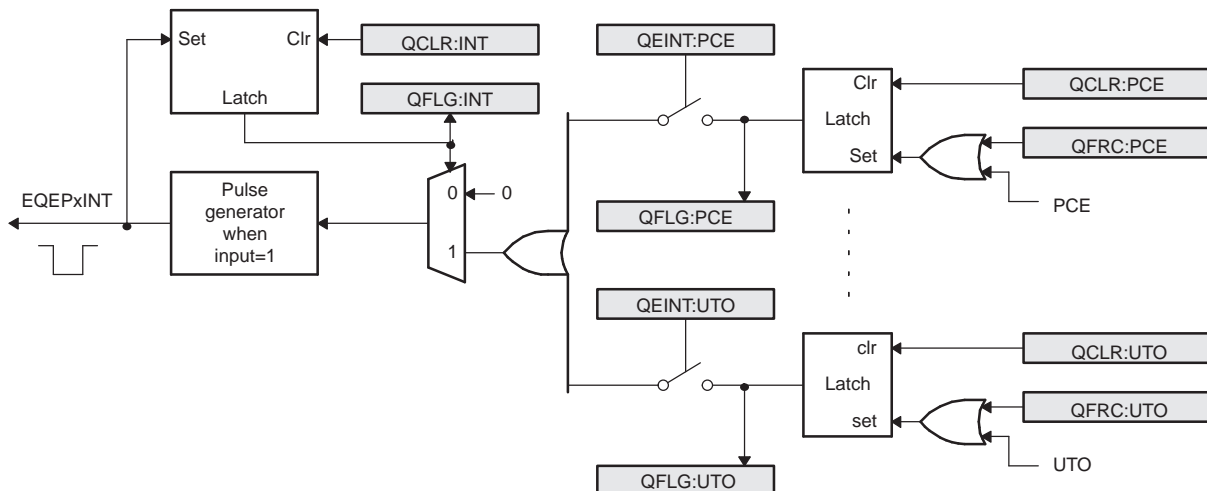 Set
Clr
Latch
QCLR:INT
QFLG:INT
EQEPxINT
Pulse
generator
when
input=1
0
0
1
QEINT:PCE
QFLG:PCE
Clr
Latch
Set
QCLR:PCE
QFRC:PCE
PCE
QEINT:UTO
QFLG:UTO
clr
Latch
set
QCLR:UTO
QFRC:UTO
UTO